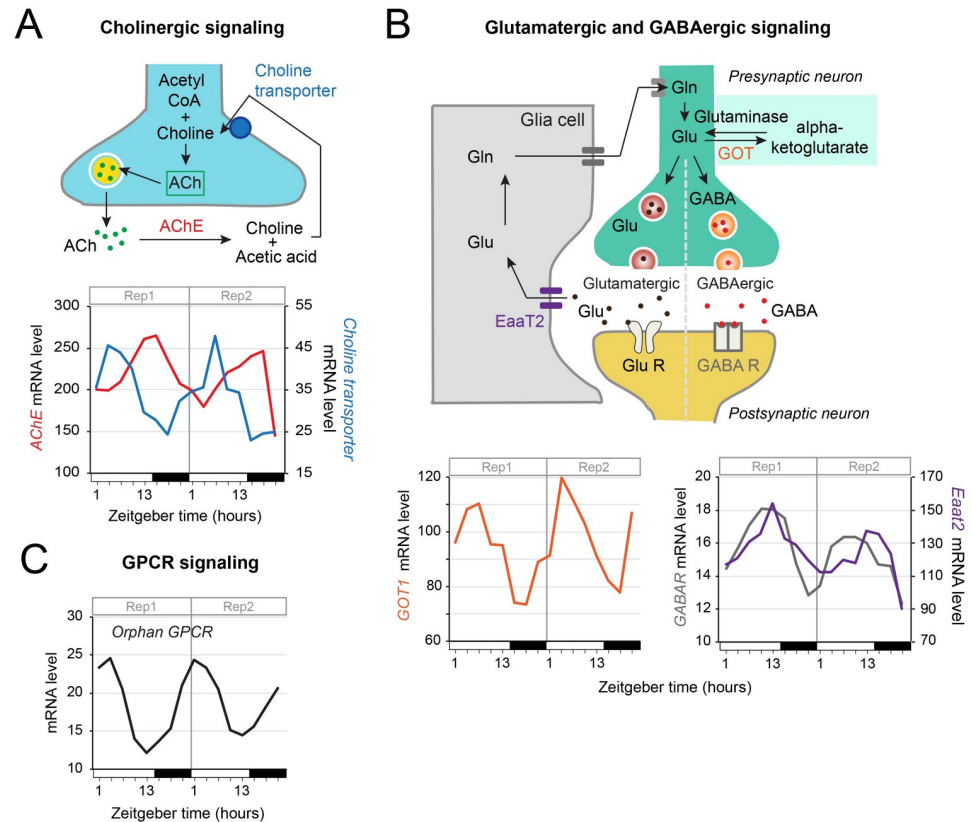 A
Cholinergic signaling
Acetyl
CoA
+
Choline
Choline
transporter
ACh
ACh
AChE
Choline
+
Acetic acid
Rep1
Rep2
300
250
200
150
100
55
45
35
25
15
AChE mRNA level
Choline transporter
mRNA level
1
13
1
13
Zeitgeber time (hours)
B
Glutamatergic and GABAergic signaling
Glia cell
Gln
Glu
EaaT2
Gln
Presynaptic neuron
Glutaminase
Glu
GOT
alpha-
ketoglutarate
GABA
Glu
Glutamatergic
GABAergic
Glu
GABA
Glu R
GABA R
Postsynaptic neuron
Rep1
Rep2
120
100
80
60
GOT1 mRNA level
1
13
1
13
Rep1
Rep2
20
18
16
14
12
10
170
150
130
110
90
70
GABAR mRNA level
Eaat2 mRNA level
1
13
1
13
Zeitgeber time (hours)
C
GPCR signaling
Rep1
Rep2
Orphan GPCR
30
25
20
15
10
mRNA level
1
13
1
13
Zeitgeber time (hours)